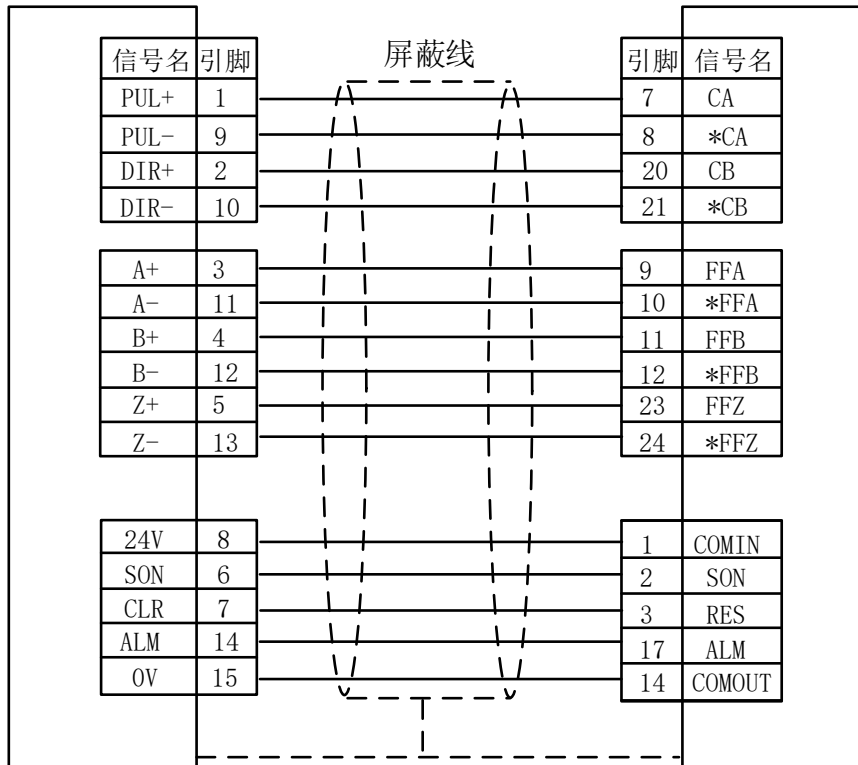 屏蔽线
信号名 引脚 引脚 信号名
PUL+ 1 7 CA
PUL- 9 8 *CA
DIR+ 2 20 CB
DIR- 10 21 *CB
A+ 3 9 FFA
A- 11 10 *FFA
B+ 4 11 FFB
B- 12 12 *FFB
Z+ 5 23 FFZ
Z- 13 24 *FFZ
24V 8 1 COMIN
SON 6 2 SON
CLR 7 3 RES
ALM 14 17 ALM
0V 15 14 COMOUT